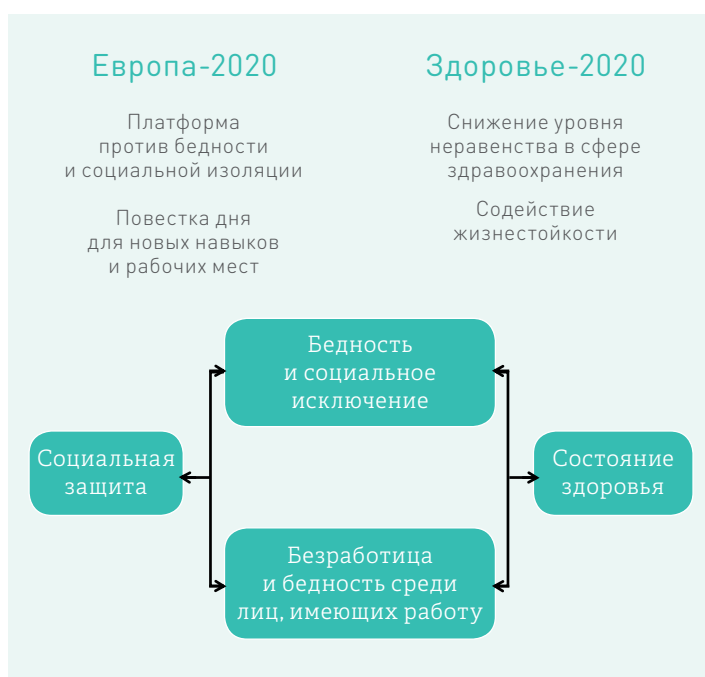 Европа-2020
Платформа
против бедности
и социальной изоляции
Повестка дня
для новых навыков
и рабочих мест
Здоровье-2020
Снижение уровня
неравенства в сфере
здравоохранения
Содействие
жизнестойкости
Бедность
и социальное
исключение
Социальная
защита
Состояние
здоровья
Безработица
и бедность среди
лиц, имеющих работу